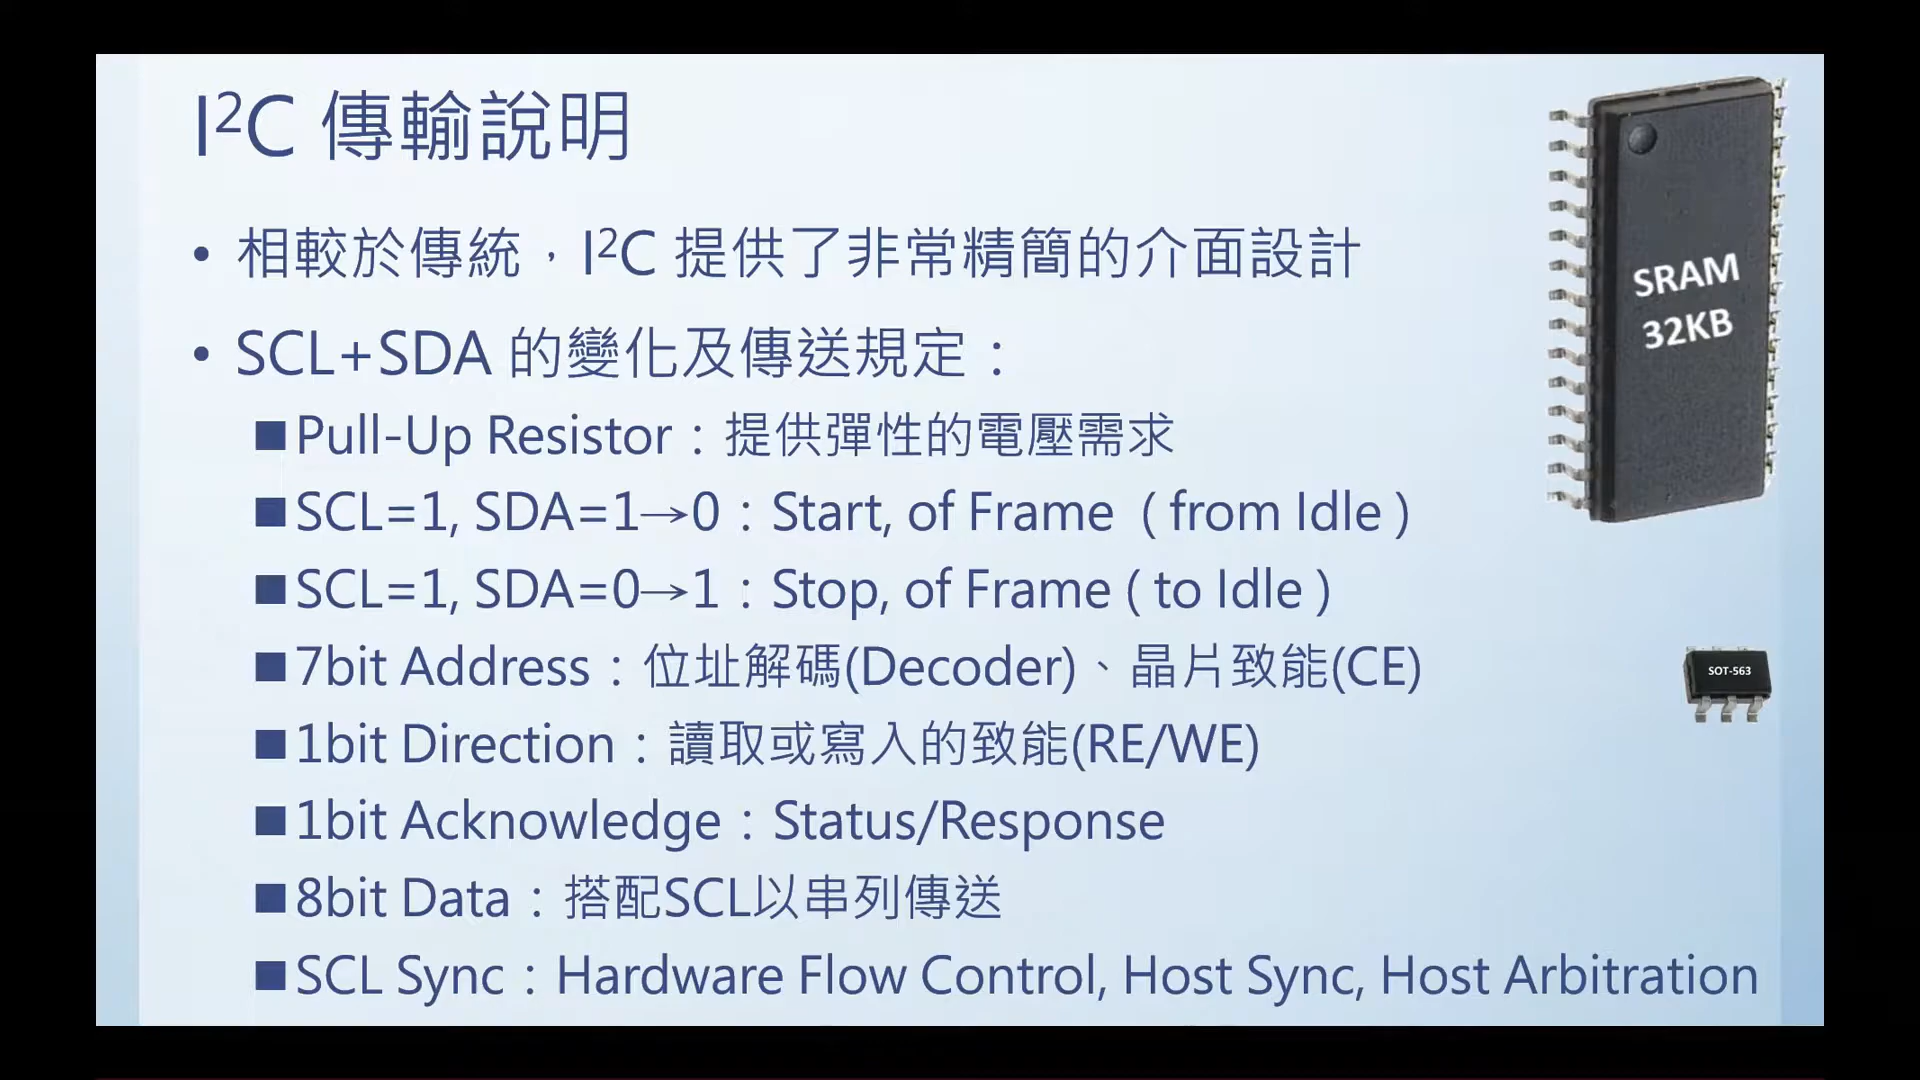 I²C 傳輸說明
• 相較於傳統，I²C 提供了非常精簡的介面設計
• SCL+SDA 的變化及傳送規定：
■Pull-Up Resistor：提供彈性的電壓需求
■SCL=1, SDA=1→0：Start, of Frame （from Idle）
■SCL=1, SDA=0→1：Stop, of Frame（to Idle）
■7bit Address：位址解碼(Decoder)、晶片致能(CE)
■1bit Direction：讀取或寫入的致能(RE/WE)
■1bit Acknowledge：Status/Response
■8bit Data：搭配SCL以串列傳送
■SCL Sync：Hardware Flow Control, Host Sync, Host Arbitration
SRAM
32KB
SOT-563